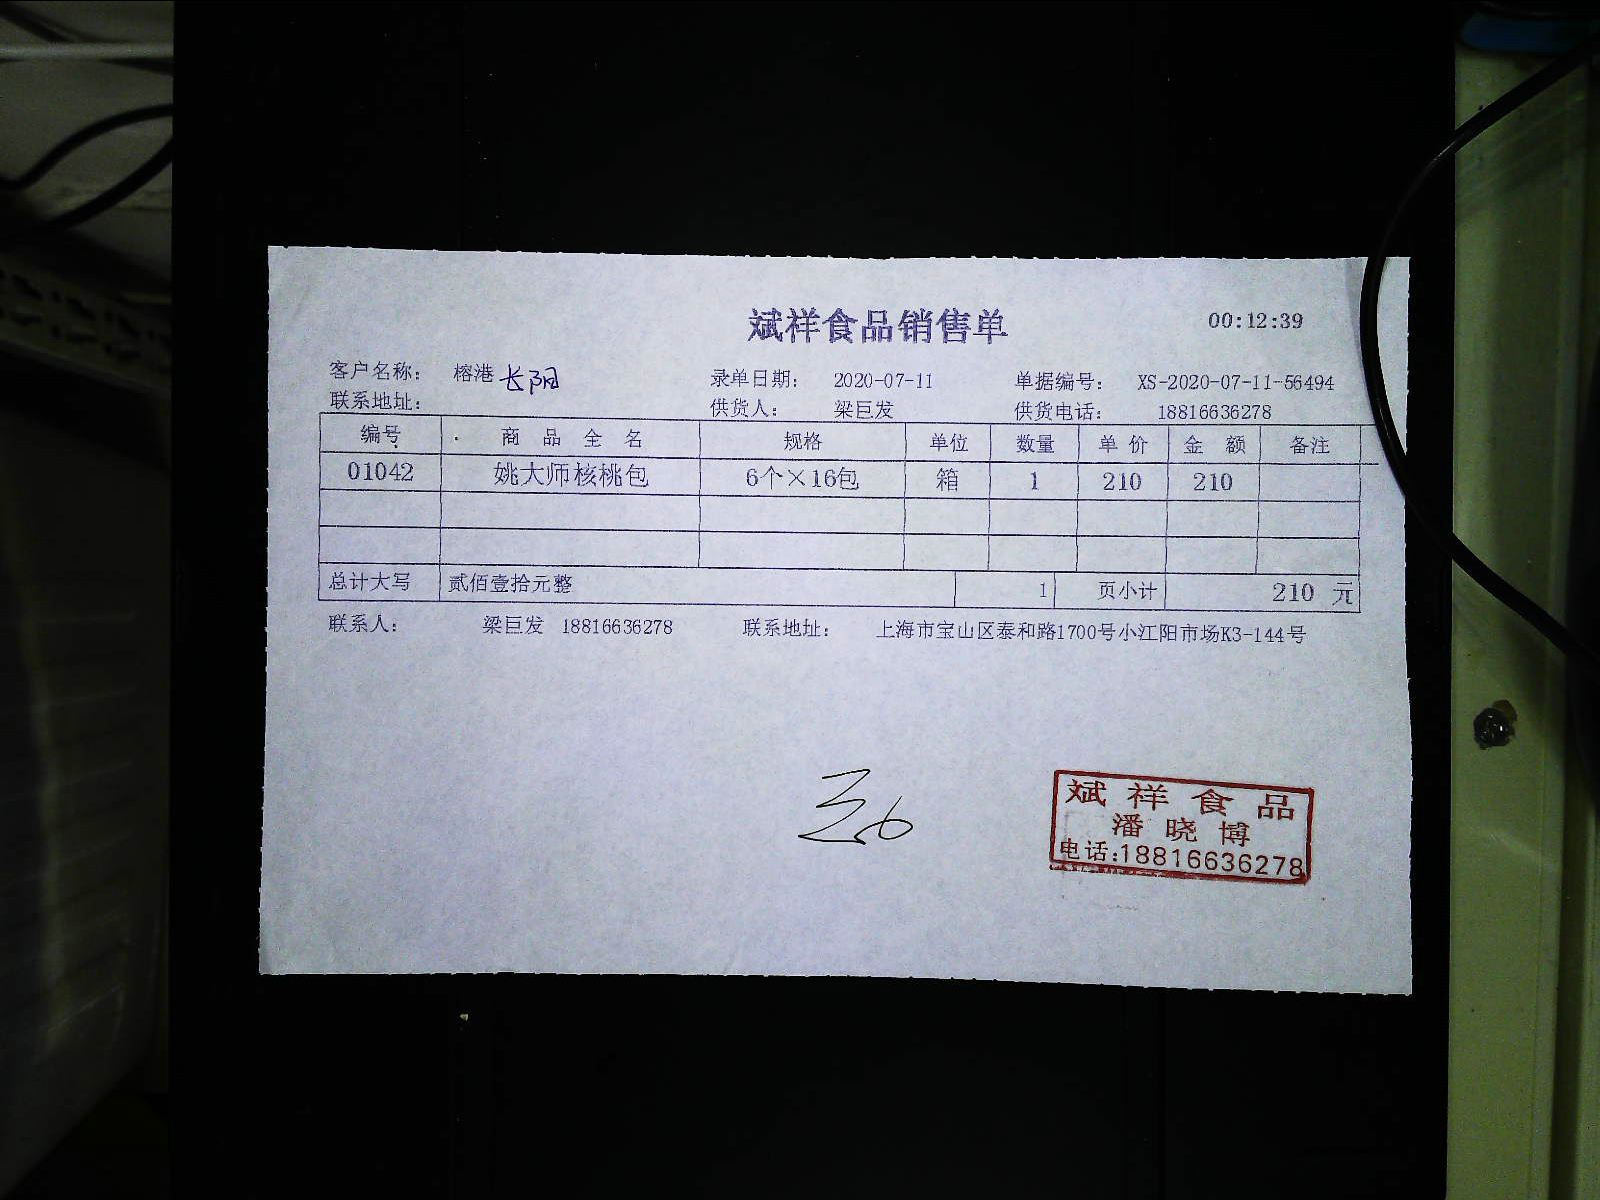 斌祥食品销售单 00:12:39
客户名称: 榕港 长阳 录单日期: 2020-07-11 单据编号: XS-2020-07-11-56494
联系地址: 供货人: 梁巨发 供货电话: 18816636278
编号 商品全名 规格 单位 数量 单价 金额 备注
01042 姚大师核桃包 6个×16包 箱 1 210 210
总计大写 贰佰壹拾元整 1 页小计 210 元
联系人: 梁巨发 18816636278 联系地址: 上海市宝山区泰和路1700号小江阳市场K3-144号
斌祥食品
潘晓博
电话:18816636278